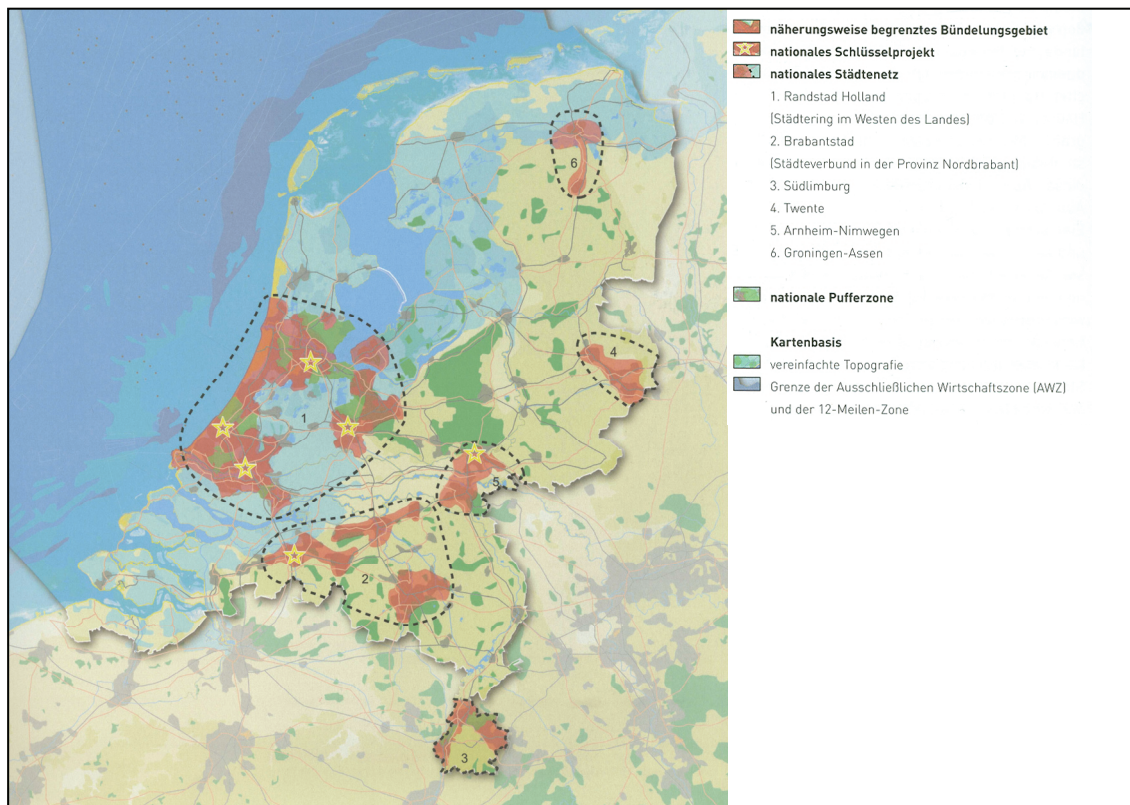 näherungsweise begrenztes Bündelungsgebiet
nationales Schlüsselprojekt
nationales Städtenetz
1. Randstad Holland
(Städtering im Westen des Landes)
2. Brabantstad
(Städteverbund in der Provinz Nordbrabant)
3. Südlimburg
4. Twente
5. Arnheim-Nimwegen
6. Groningen-Assen
nationale Pufferzone
Kartenbasis
vereinfachte Topografie
Grenze der Ausschließlichen Wirtschaftszone (AWZ)
und der 12-Meilen-Zone
6
4
1
5
2
3